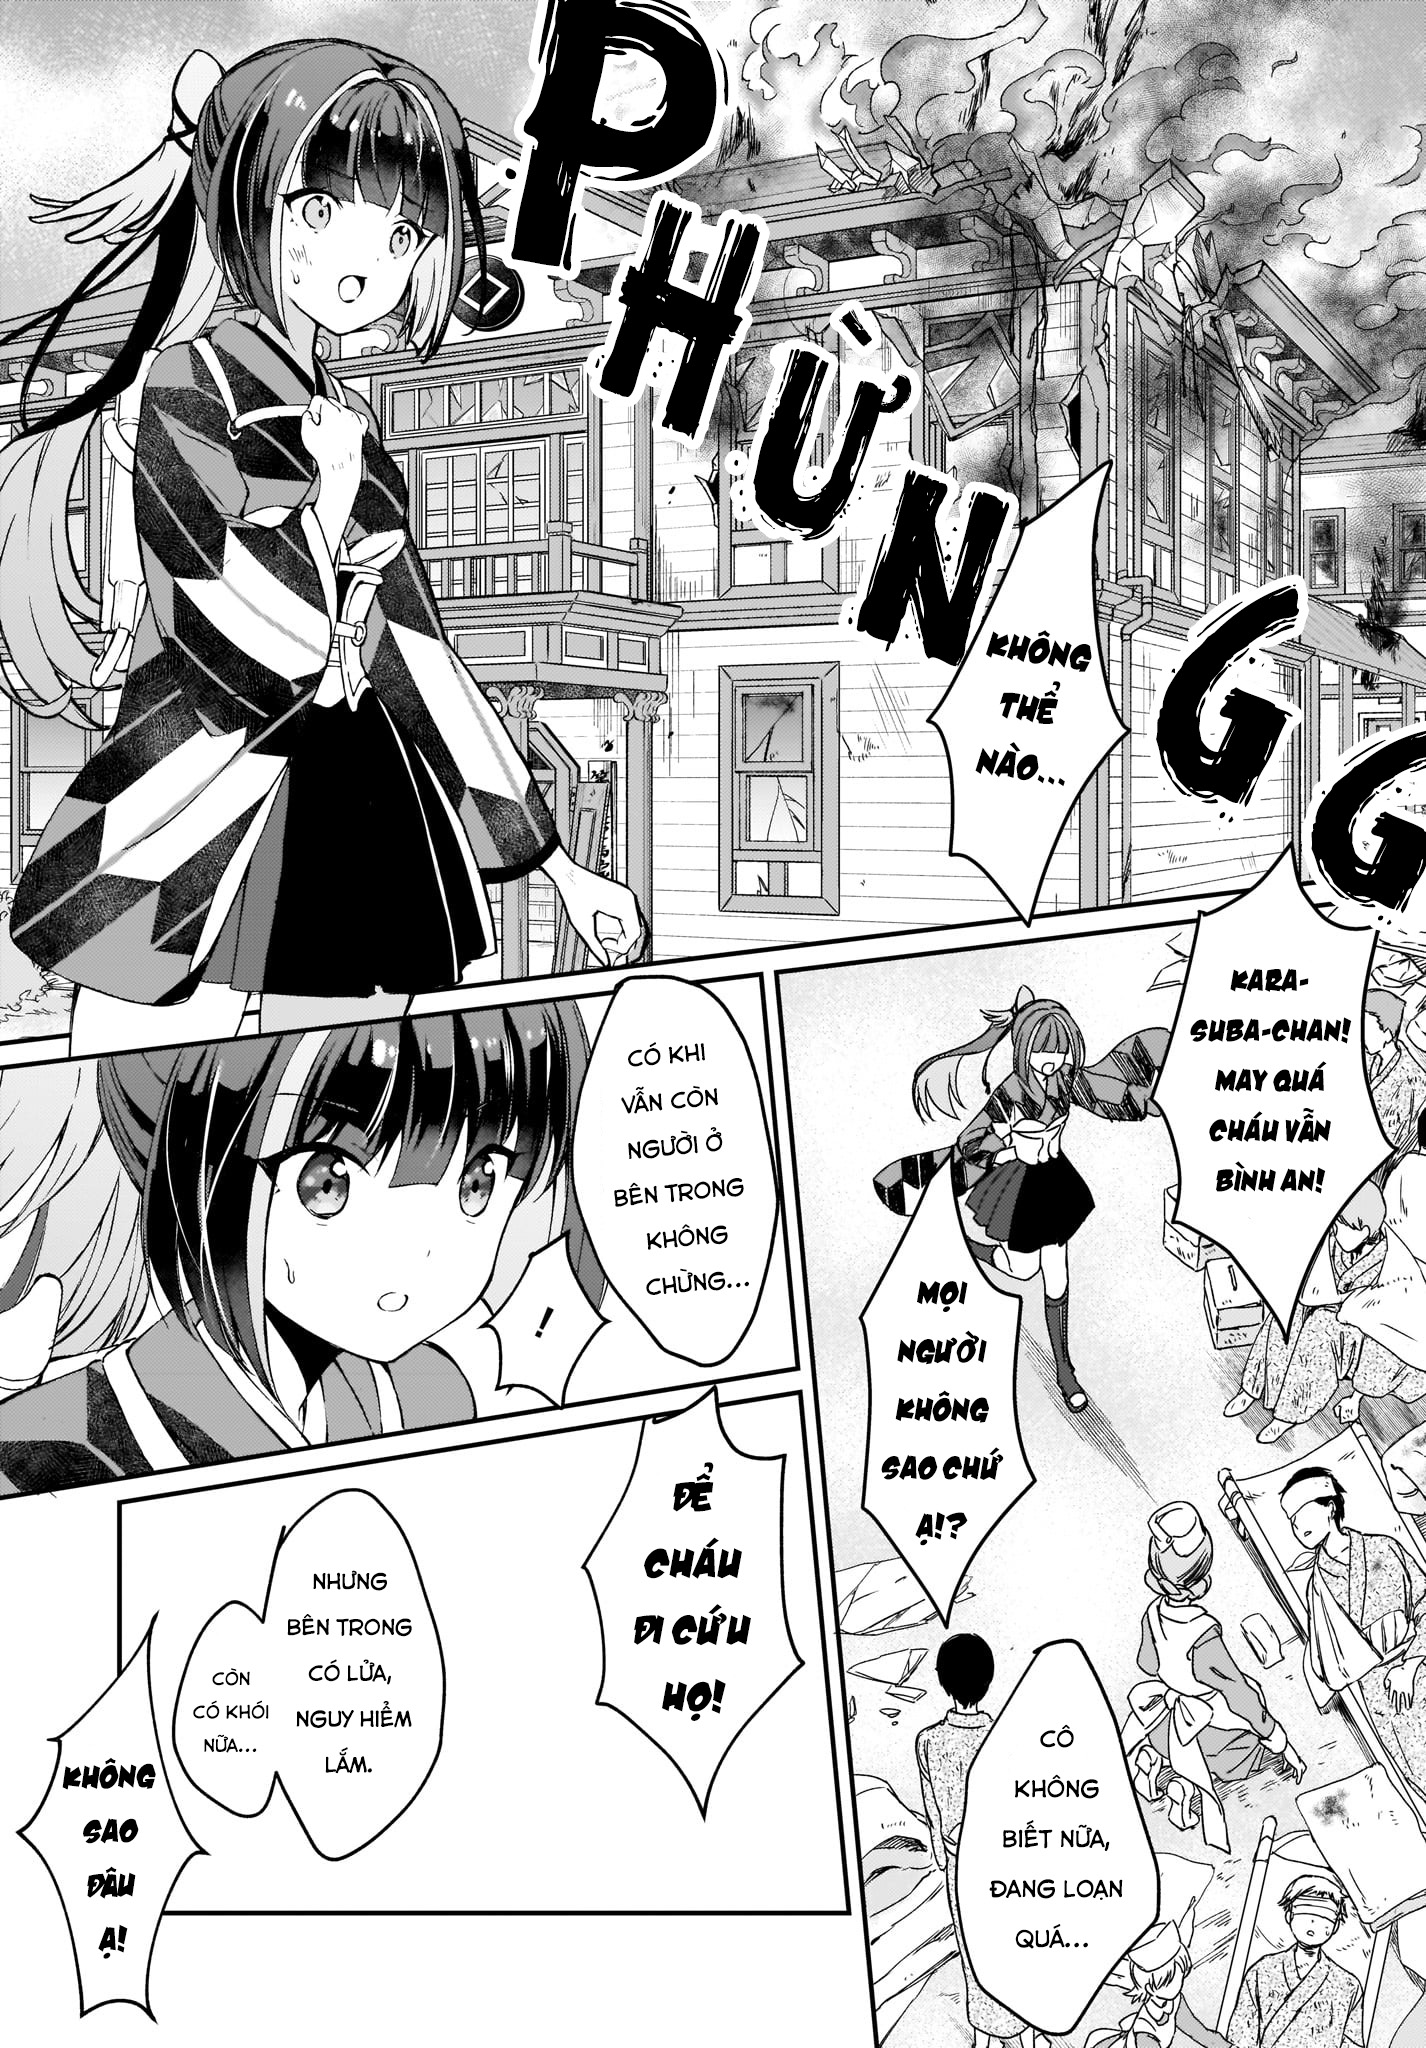 PHỪNGG
KHÔNG
THỂ
NÀO...
KARA-
SUBA-CHAN!
MAY QUÁ
CHÁU VẪN
BÌNH AN!
MỌI
NGƯỜI
KHÔNG
SAO CHỨ
Ạ!?
CÔ
KHÔNG
BIẾT NỮA,
ĐANG LOẠN
QUÁ...
CÓ KHI
VẪN CÒN
NGƯỜI Ở
BÊN TRONG
KHÔNG
CHỪNG...
!
ĐỂ
CHÁU
ĐI CỨU
HỌ!
NHƯNG
BÊN TRONG
CÓ LỬA,
NGUY HIỂM
LẮM.
CÒN
CÓ KHÓI
NỮA...
KHÔNG
SAO
ĐÂU
Ạ!